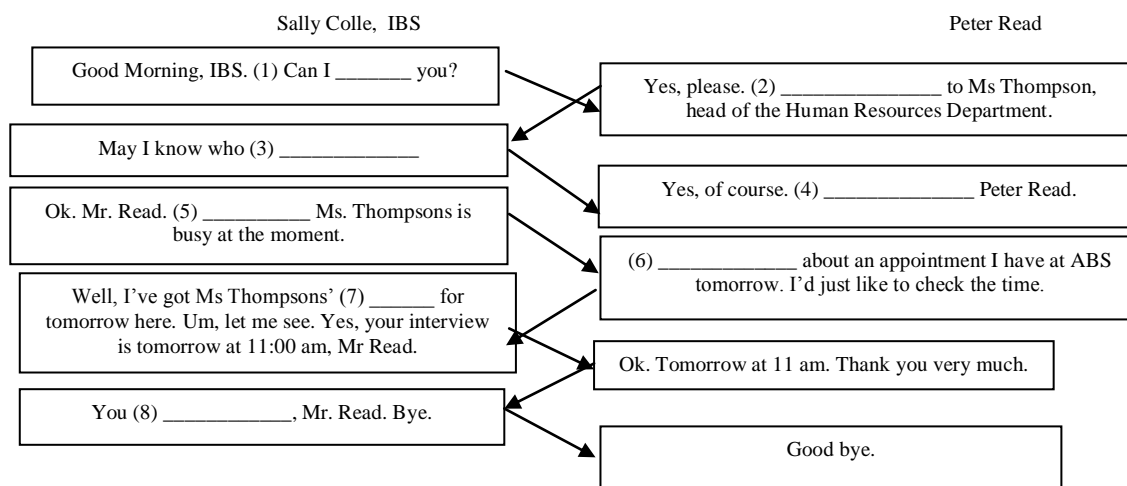 Sally Colle, IBS
Peter Read
Good Morning, IBS. (1) Can I _______ you?
Yes, please. (2) _______________ to Ms Thompson,
head of the Human Resources Department.
May I know who (3) _____________
Yes, of course. (4) ______________ Peter Read.
Ok. Mr. Read. (5) __________ Ms. Thompsons is
busy at the moment.
(6) _____________ about an appointment I have at ABS
tomorrow. I'd just like to check the time.
Well, I've got Ms Thompsons' (7) ______ for
tomorrow here. Um, let me see. Yes, your interview
is tomorrow at 11:00 am, Mr Read.
Ok. Tomorrow at 11 am. Thank you very much.
You (8) ____________, Mr. Read. Bye.
Good bye.